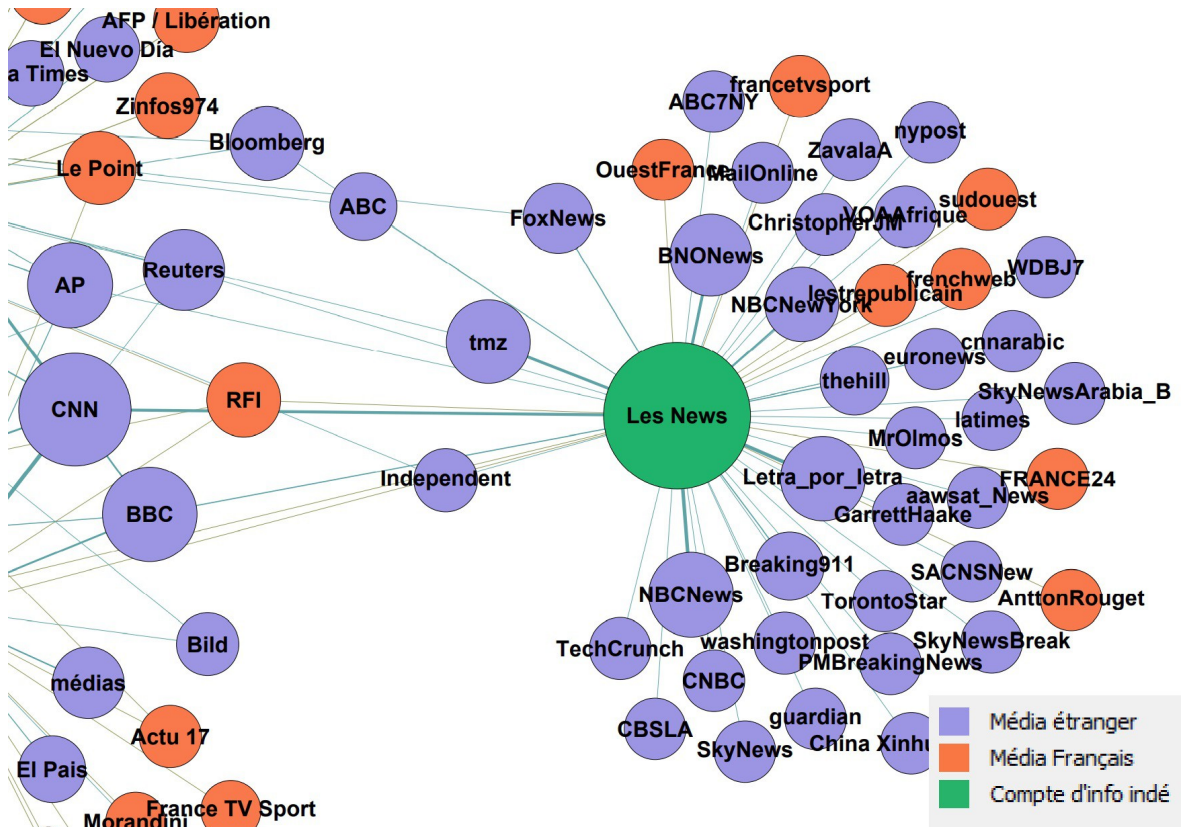 AFP / Libération
El Nuevo Día
a Times
Zinfos974
Bloomberg
Le Point
ABC
FoxNews
Reuters
AP
tmz
CNN
RFI
Independent
BBC
Bild
médias
Actu 17
El Pais
France TV Sport
Morandini
francetvsport
ABC7NY
nypost
ZavalaA
OuestFrance
MailOnline
sudouest
VOAAfrique
ChristopherJM
BNONews
WDBJ7
frenchweb
lestrepublicain
NBCNewYork
cnnarabic
euronews
thehill
SkyNewsArabia_B
Les News
latimes
MrOlmos
Letra_por_letra
FRANCE24
aawsat_News
GarrettHaake
Breaking911
SACNSNew
NBCNews
TorontoStar
AnttonRouget
TechCrunch
washingtonpost
SkyNewsBreak
PMBreakingNews
CNBC
CBSLA
guardian
SkyNews
China Xinhu
Média étranger
Média Français
Compte d'info indé